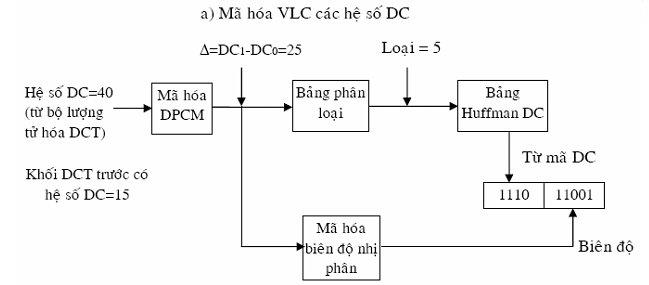 a) Mã hóa VLC các hệ số DC
Δ=DC1-DC0=25
Loại = 5
Hệ số DC=40
(từ bộ lượng
tử hóa DCT)
Mã hóa
DPCM
Bảng phân
loại
Bảng
Huffman DC
Từ mã DC
Khối DCT trước có
hệ số DC=15
1110
11001
Mã hóa
biên độ nhị
phân
Biên độ